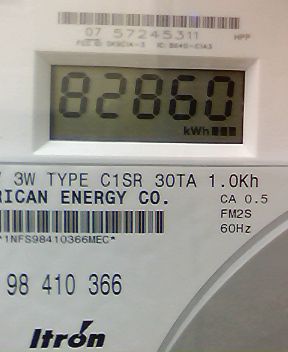 07 57245311 HPP
82860
kWh
3W TYPE C1SR 30TA 1.0Kh
RICAN ENERGY CO. CA 0.5
FM2S
*1NFS98410366MEC* 60Hz
98 410 366
Itron